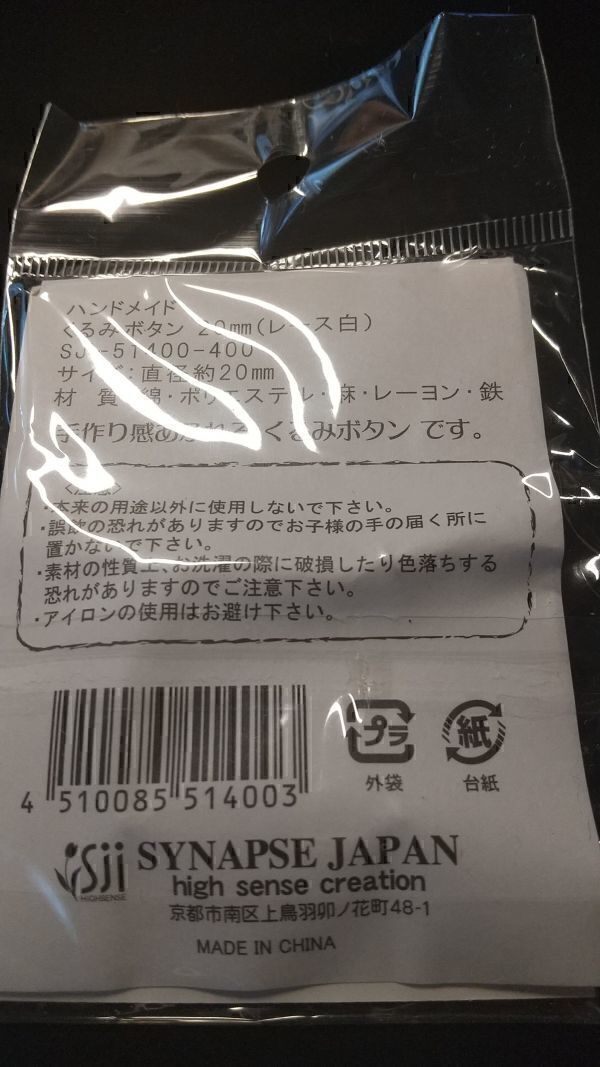 ハンドメイド
くるみボタン 20mm(レース白)
-51400-400
サイズ:直径約20mm
材 質 綿・ポリエステル・麻・レーヨン・鉄
手作り感あふれる くるみボタン です。
<注意>
・本来の用途以外に使用しないで下さい。
・誤飲の恐れがありますのでお子様の手の届く所に
置かないで下さい。
・素材の性質上、お洗濯の際に破損したり色落ちする
恐れがありますのでご注意下さい。
・アイロンの使用はお避け下さい。
4 510085 514003
プラ
外袋
紙
台紙
Sji SYNAPSE JAPAN
HIGHSENSE
high sense creation
京都市南区上鳥羽卯ノ花町48-1
MADE IN CHINA